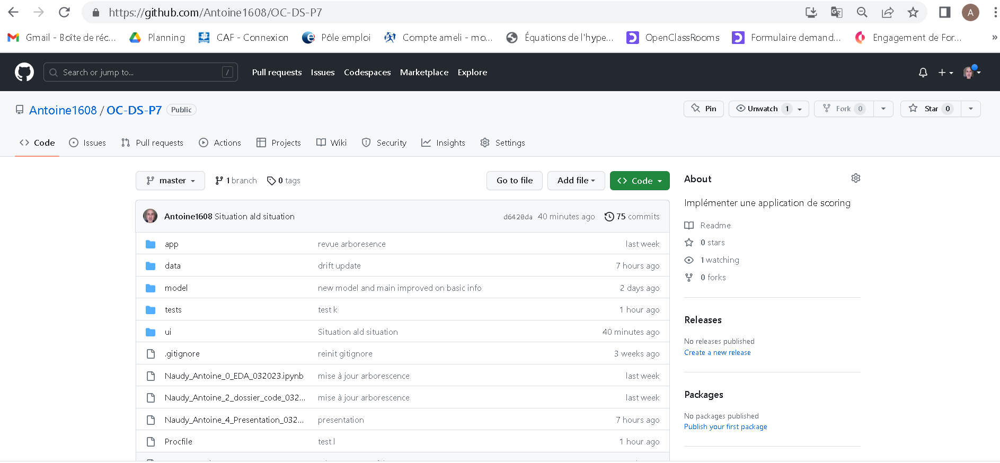 https://github.com/Antoine1608/OC-DS-P7
A
Gmail - Boîte de réc... Planning CAF - Connexion Pôle emploi Compte ameli - mo... Équations de l'hype... OpenClassRooms Formulaire demand... Engagement de For... »
Search or jump to... / Pull requests Issues Codespaces Marketplace Explore
Antoine1608 / OC-DS-P7 Public Pin Unwatch 1 Fork 0 Star 0
Code Issues Pull requests Actions Projects Wiki Security Insights Settings
master 1 branch 0 tags Go to file Add file Code
Antoine1608 Situation ald situation d6420da 40 minutes ago 75 commits
app revue arboresence last week
data drift update 7 hours ago
model new model and main improved on basic info 2 days ago
tests test k 1 hour ago
ui Situation ald situation 40 minutes ago
.gitignore reinit gitignore 3 weeks ago
Naudy_Antoine_0_EDA_032023.ipynb mise à jour arborescence last week
Naudy_Antoine_2_dossier_code_032... mise à jour arborescence last week
Naudy_Antoine_4_Presentation_032... presentation 7 hours ago
Procfile test l 1 hour ago
About
Implémenter une application de scoring
Readme
0 stars
1 watching
0 forks
Releases
No releases published
Create a new release
Packages
No packages published
Publish your first package